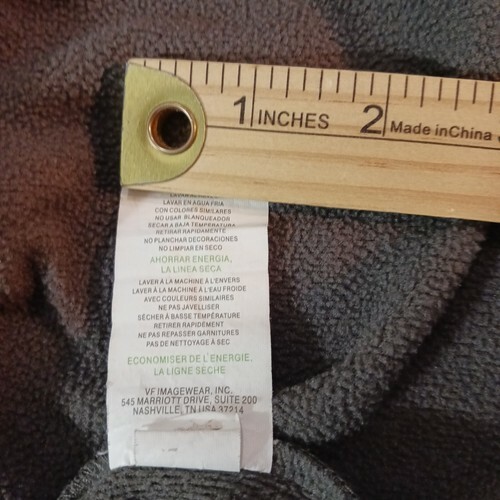 1 INCHES 2 Made in China
LAVAR EN AGUA FRIA
CON COLORES SIMILARES
NO USAR BLANQUEADOR
SECAR A BAJA TEMPERATURA
RETIRAR RAPIDAMENTE
NO PLANCHAR DECORACIONES
NO LIMPIAR EN SECO
AHORRAR ENERGIA,
LA LINEA SECA
LAVER À LA MACHINE À L'ENVERS
LAVER À LA MACHINE À L'EAU FROIDE
AVEC COULEURS SIMILAIRES
NE PAS JAVELLISER
SÈCHER À BASSE TEMPÉRATURE
RETIRER RAPIDÉMENT
NE PAS REPASSER GARNITURES
PAS DE NETTOYAGE À SEC
ECONOMISER DE L'ENERGIE,
LA LIGNE SÈCHE
VF IMAGEWEAR, INC.
545 MARRIOTT DRIVE, SUITE 200
NASHVILLE, TN USA 37214